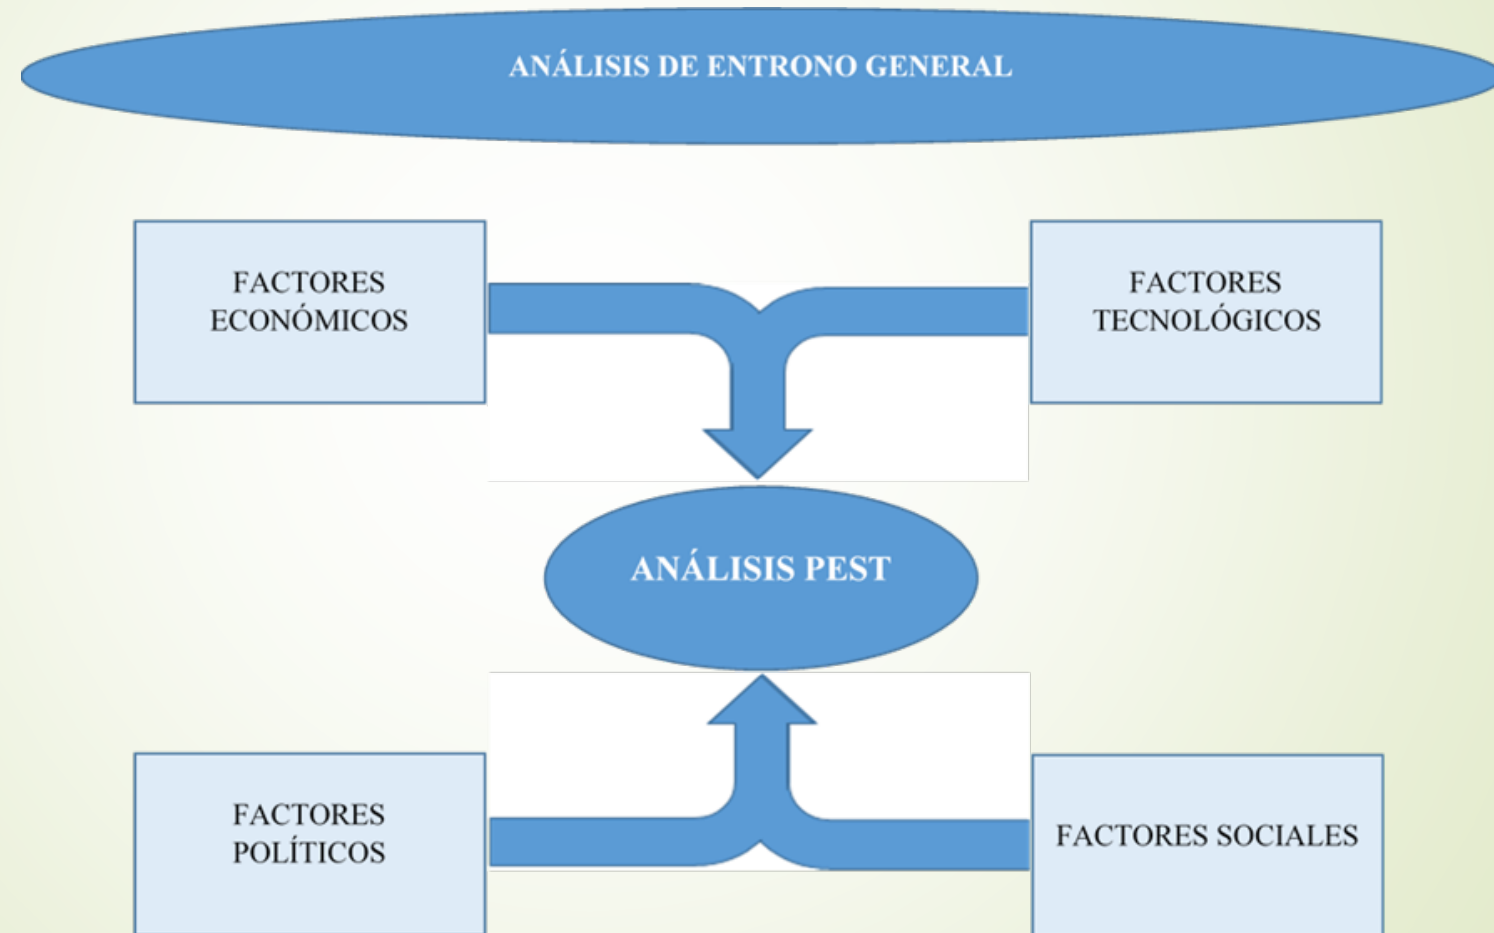 ANÁLISIS DE ENTRONO GENERAL
FACTORES
ECONÓMICOS
FACTORES
TECNOLÓGICOS
ANÁLISIS PEST
FACTORES
POLÍTICOS
FACTORES SOCIALES